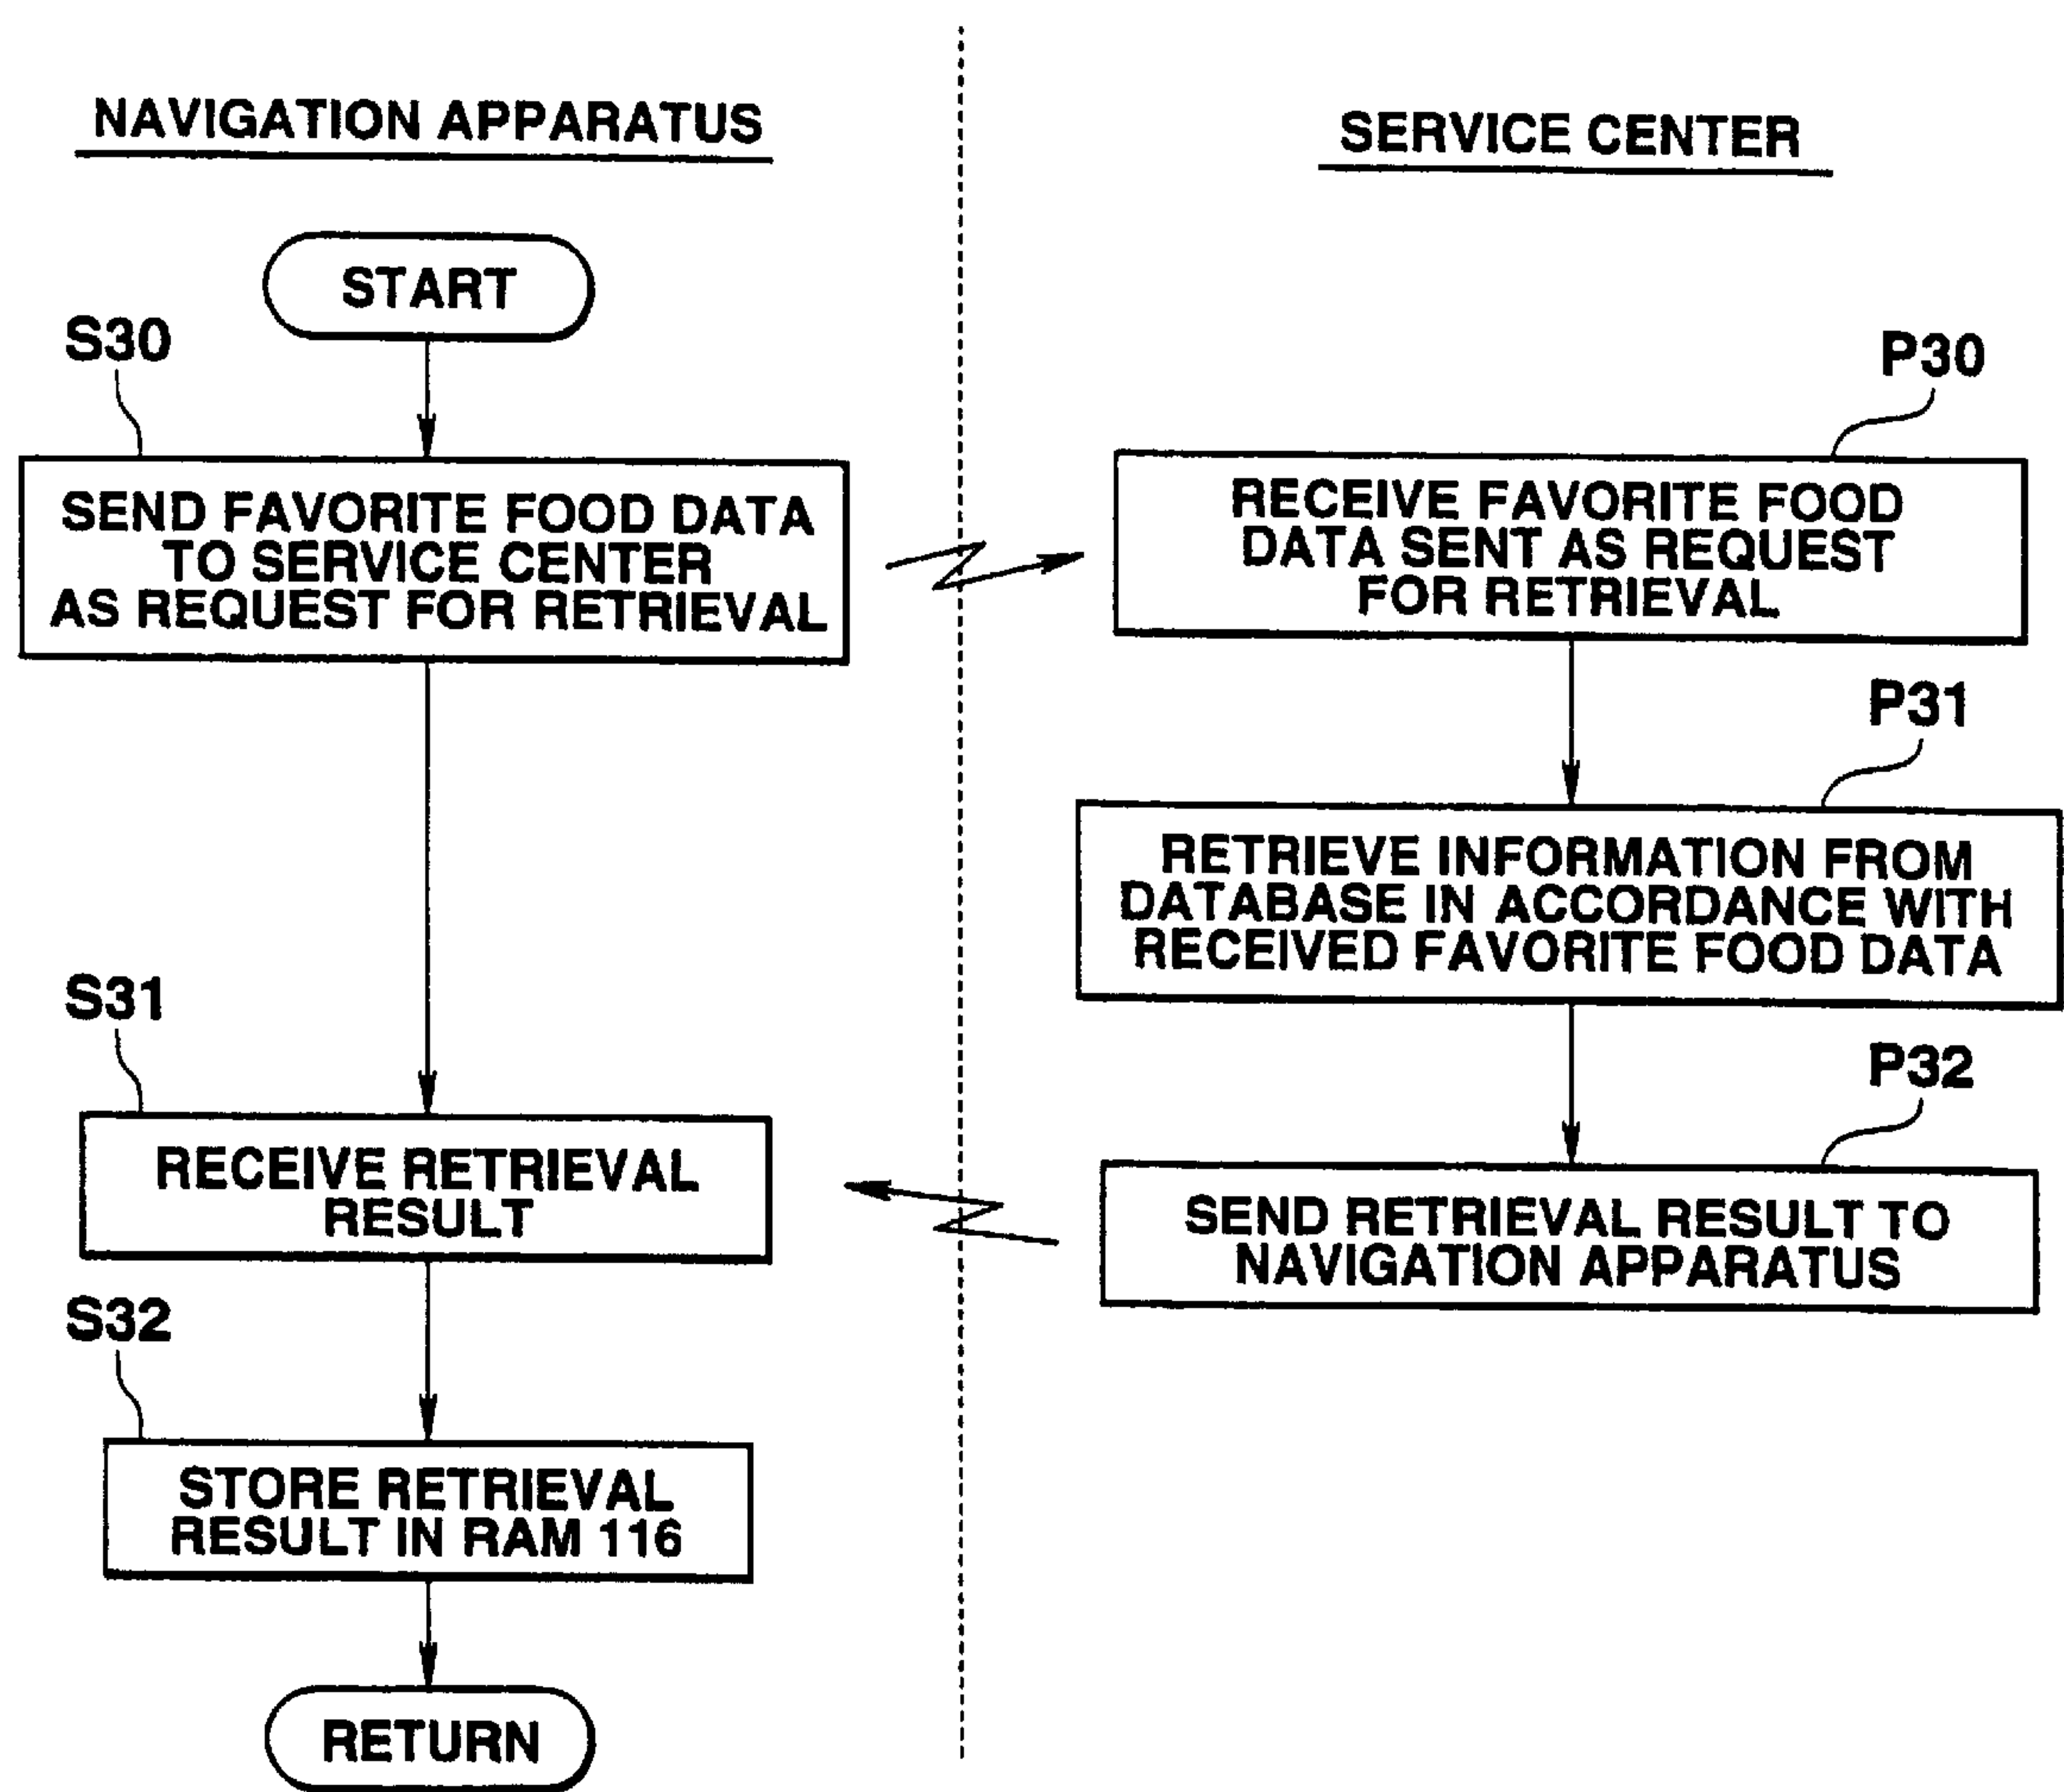 NAVIGATION APPARATUS
START
S30
SEND FAVORITE FOOD DATA
TO SERVICE CENTER
AS REQUEST FOR RETRIEVAL
S31
RECEIVE RETRIEVAL
RESULT
S32
STORE RETRIEVAL
RESULT IN RAM 116
RETURN
SERVICE CENTER
P30
RECEIVE FAVORITE FOOD
DATA SENT AS REQUEST
FOR RETRIEVAL
P31
RETRIEVE INFORMATION FROM
DATABASE IN ACCORDANCE WITH
RECEIVED FAVORITE FOOD DATA
P32
SEND RETRIEVAL RESULT TO
NAVIGATION APPARATUS